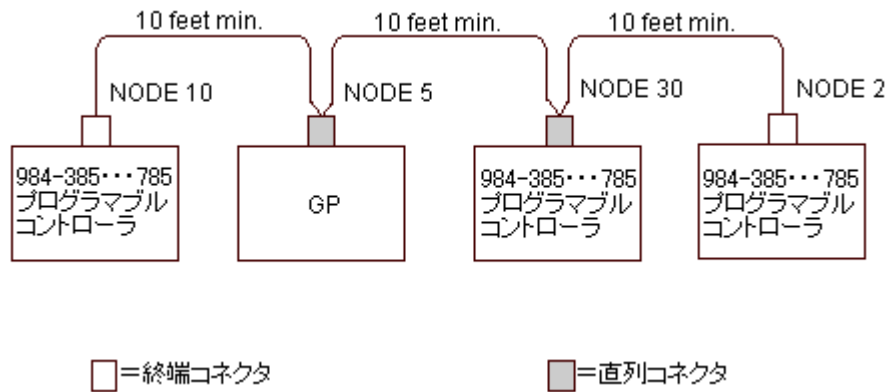 10 feet min.
10 feet min.
10 feet min.
NODE 10
NODE 5
NODE 30
NODE 2
984-385･･･785
プログラマブル
コントローラ
GP
984-385･･･785
プログラマブル
コントローラ
984-385･･･785
プログラマブル
コントローラ
=終端コネクタ
=直列コネクタ